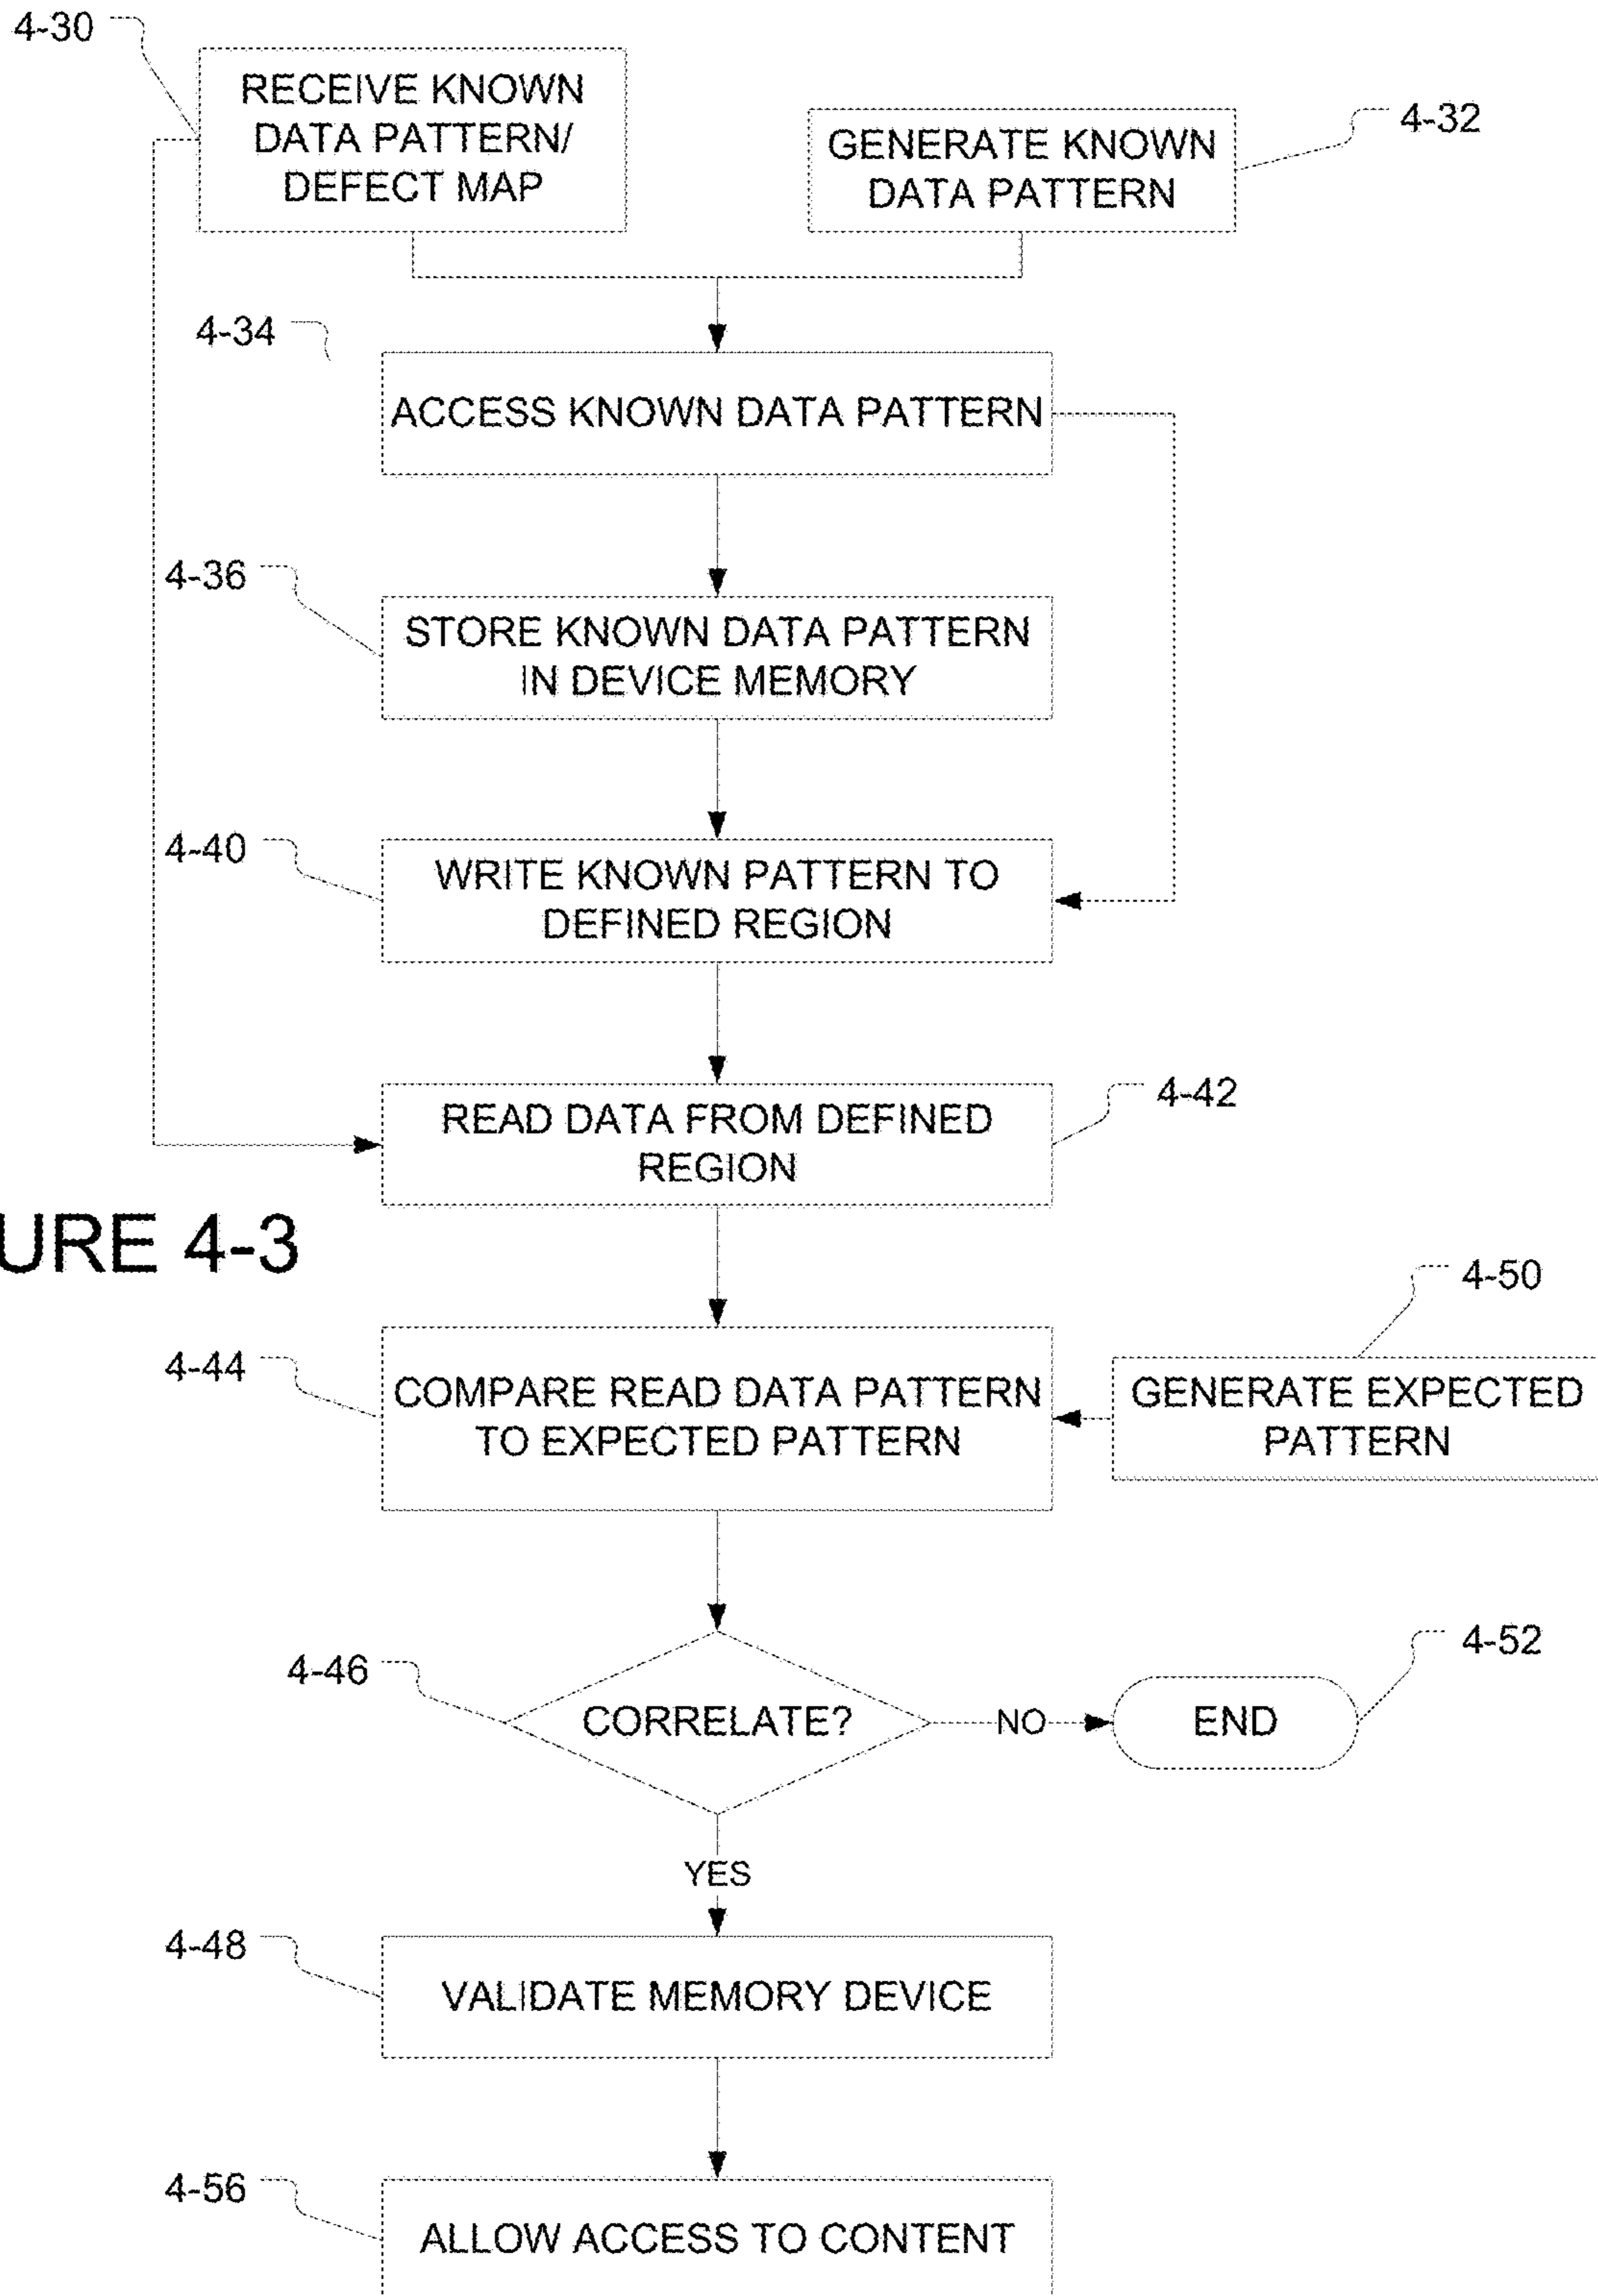 4-30
RECEIVE KNOWN
DATA PATTERN/
DEFECT MAP
4-32
GENERATE KNOWN
DATA PATTERN
4-34
ACCESS KNOWN DATA PATTERN
4-36
STORE KNOWN DATA PATTERN
IN DEVICE MEMORY
4-40
WRITE KNOWN PATTERN TO
DEFINED REGION
4-42
READ DATA FROM DEFINED
REGION
URE 4-3
4-50
4-44
COMPARE READ DATA PATTERN
TO EXPECTED PATTERN
GENERATE EXPECTED
PATTERN
4-46
CORRELATE?
NO
4-52
END
YES
4-48
VALIDATE MEMORY DEVICE
4-56
ALLOW ACCESS TO CONTENT